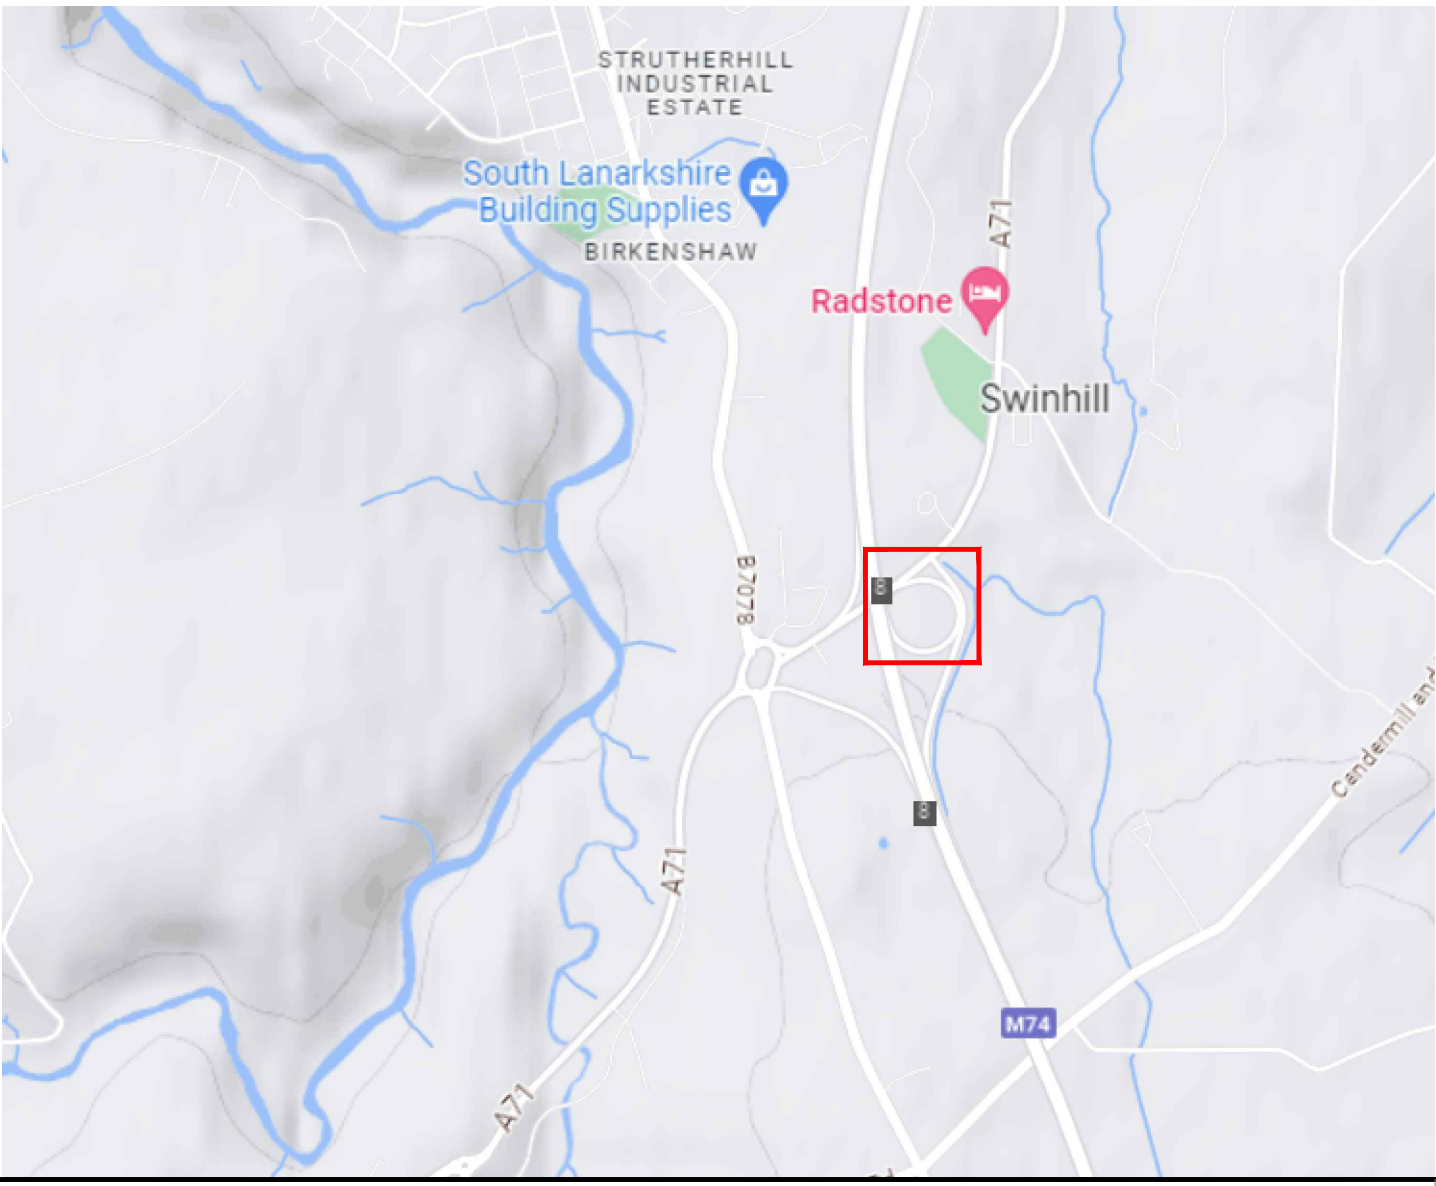 STRUTHERHILL
INDUSTRIAL
ESTATE
South Lanarkshire
Building Supplies
BIRKENSHAW
A71
Radstone
Swinhill
B7078
8
8
Candermill and
A71
M74
A71